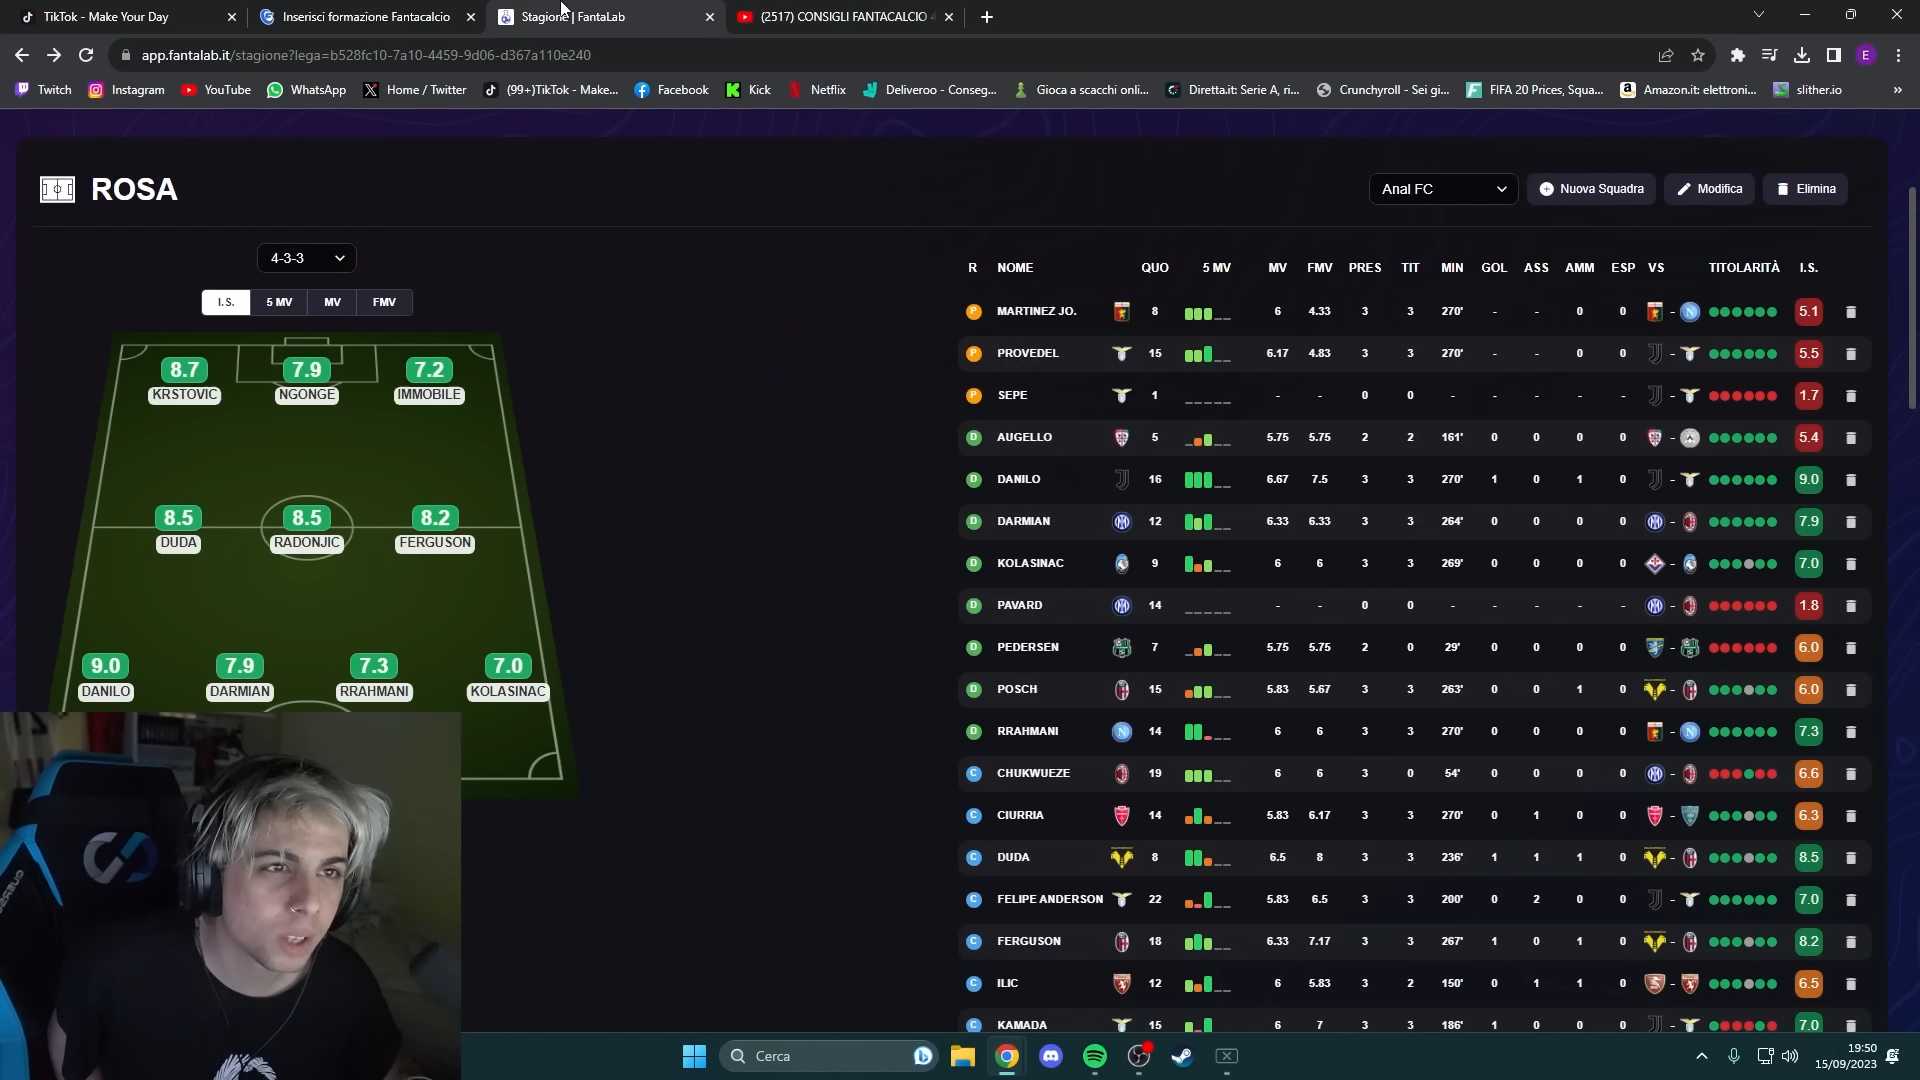 TikTok - Make Your Day
Inserisci formazione Fantacalcio
Stagione | FantaLab
(2517) CONSIGLI FANTACALCIO 4
app.fantalab.it/stagione?lega=b528fc10-7a10-4459-9d06-d367a110e240
E
Twitch Instagram YouTube WhatsApp Home / Twitter (99+)TikTok - Make... Facebook Kick Netflix Deliveroo - Conseg... Gioca a scacchi onli... Diretta.it: Serie A, ri... Crunchyroll - Sei gi... FIFA 20 Prices, Squa... Amazon.it: elettroni... slither.io »
ROSA
Anal FC
Nuova Squadra
Modifica
Elimina
4-3-3
I.S. 5 MV MV FMV
8.7 7.9 7.2
KRSTOVIC NGONGE IMMOBILE
8.5 8.5 8.2
DUDA RADONJIC FERGUSON
9.0 7.9 7.3 7.0
DANILO DARMIAN RRAHMANI KOLASINAC
R NOME QUO 5 MV MV FMV PRES TIT MIN GOL ASS AMM ESP VS TITOLARITÀ I.S.
P MARTINEZ JO. 8 6 4.33 3 3 270' - - 0 0 - 5.1
P PROVEDEL 15 6.17 4.83 3 3 270' - - 0 0 - 5.5
P SEPE 1 - - 0 0 - - - - - - 1.7
D AUGELLO 5 5.75 5.75 2 2 161' 0 0 0 0 - 5.4
D DANILO 16 6.67 7.5 3 3 270' 1 0 1 0 - 9.0
D DARMIAN 12 6.33 6.33 3 3 264' 0 0 0 0 - 7.9
D KOLASINAC 9 6 6 3 3 269' 0 0 0 0 - 7.0
D PAVARD 14 - - 0 0 - - - - - - 1.8
D PEDERSEN 7 5.75 5.75 2 0 29' 0 0 0 0 - 6.0
D POSCH 15 5.83 5.67 3 3 263' 0 0 1 0 - 6.0
D RRAHMANI 14 6 6 3 3 270' 0 0 0 0 - 7.3
C CHUKWUEZE 19 6 6 3 0 54' 0 0 0 0 - 6.6
C CIURRIA 14 5.83 6.17 3 3 270' 0 1 0 0 - 6.3
C DUDA 8 6.5 8 3 3 236' 1 1 1 0 - 8.5
C FELIPE ANDERSON 22 5.83 6.5 3 3 200' 0 2 0 0 - 7.0
C FERGUSON 18 6.33 7.17 3 3 267' 1 0 1 0 - 8.2
C ILIC 12 6 5.83 3 2 150' 0 1 1 0 - 6.5
C KAMADA 15 6 7 3 3 186' 1 0 0 0 - 7.0
Cerca
19:50
15/09/2023